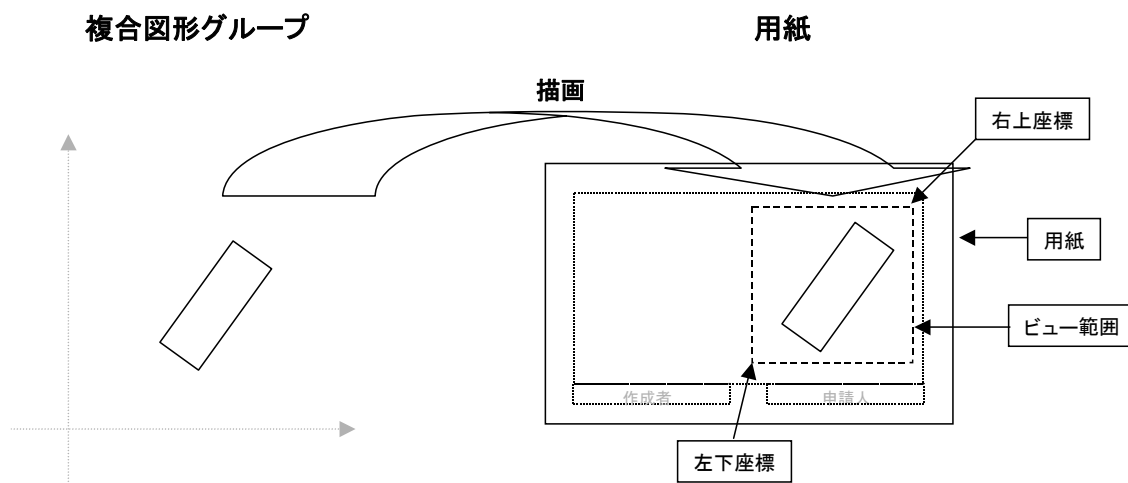 複合図形グループ
用紙
描画
右上座標
用紙
ビュー範囲
作成者
申請人
左下座標